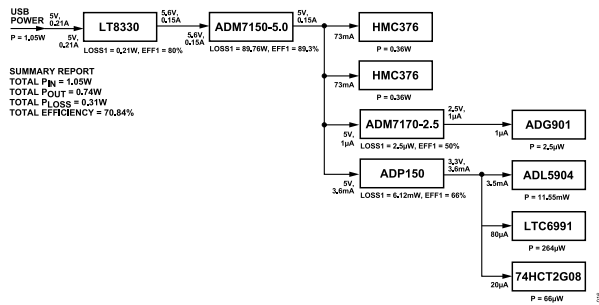 USB
POWER
5V,
0.21A
P = 1.05W
5V,
0.21A
LT8330
LOSS1 = 0.21W, EFF1 = 80%
5.6V,
0.15A
5.6V,
0.15A
ADM7150-5.0
LOSS1 = 89.76W, EFF1 = 89.3%
5V,
0.15A
73mA
HMC376
P = 0.36W
73mA
HMC376
P = 0.36W
5V,
1µA
ADM7170-2.5
LOSS1 = 2.5µW, EFF1 = 50%
2.5V,
1µA
1µA
ADG901
P = 2.5µW
5V,
3.6mA
ADP150
LOSS1 = 6.12mW, EFF1 = 66%
3.3V,
3.6mA
3.5mA
ADL5904
P = 11.55mW
80µA
LTC6991
P = 264µW
20µA
74HCT2G08
P = 66µW
SUMMARY REPORT
TOTAL PIN = 1.05W
TOTAL POUT = 0.74W
TOTAL PLOSS = 0.31W
TOTAL EFFICIENCY = 70.84%